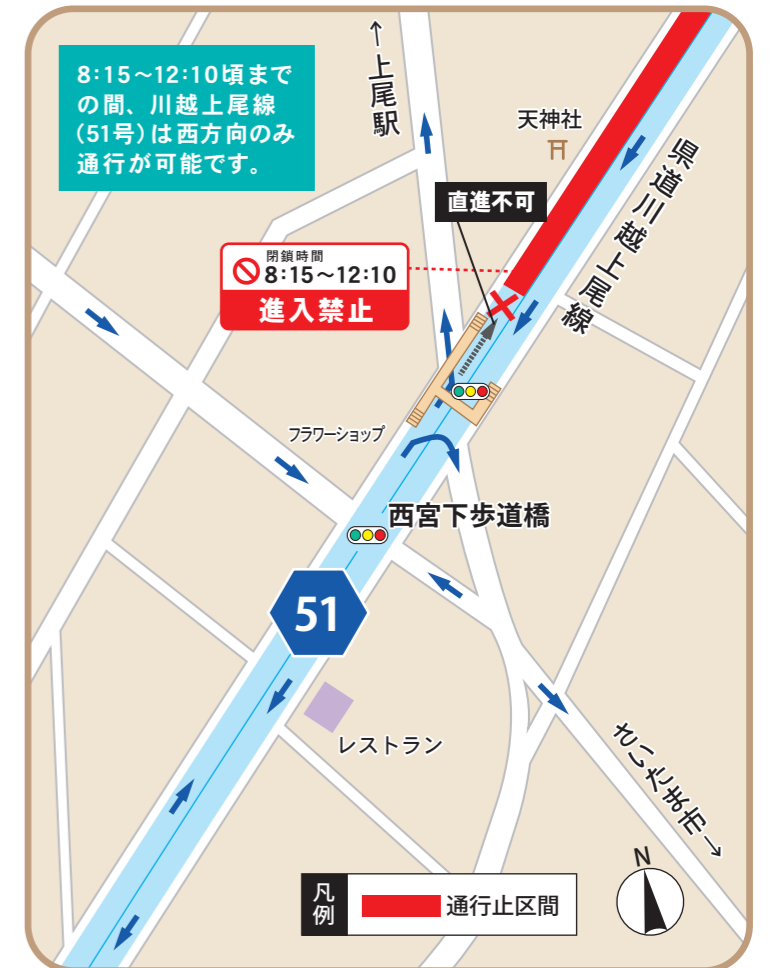 8:15～12:10頃まで
の間、川越上尾線
(51号)は西方向のみ
通行が可能です。
↑上尾駅
天神社
県道川越上尾線
直進不可
閉鎖時間
8:15～12:10
進入禁止
フラワーショップ
西宮下歩道橋
51
レストラン
さいたま市→
凡例
通行止区間
N